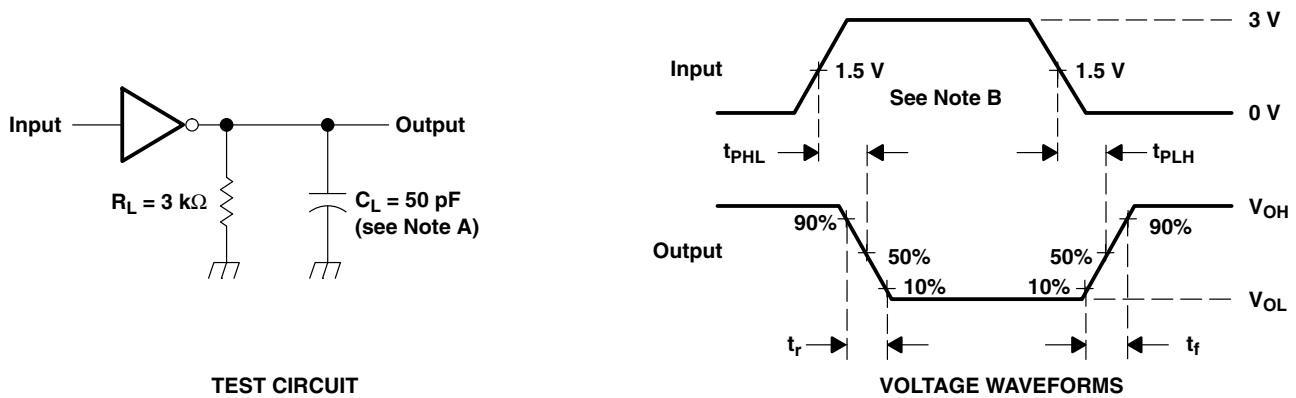 Input
Output
R_L = 3 kΩ
C_L = 50 pF
(see Note A)
TEST CIRCUIT
3 V
Input
1.5 V
1.5 V
See Note B
0 V
t_PHL
t_PLH
V_OH
90%
90%
Output
50%
50%
10%
10%
V_OL
t_r
t_f
VOLTAGE WAVEFORMS